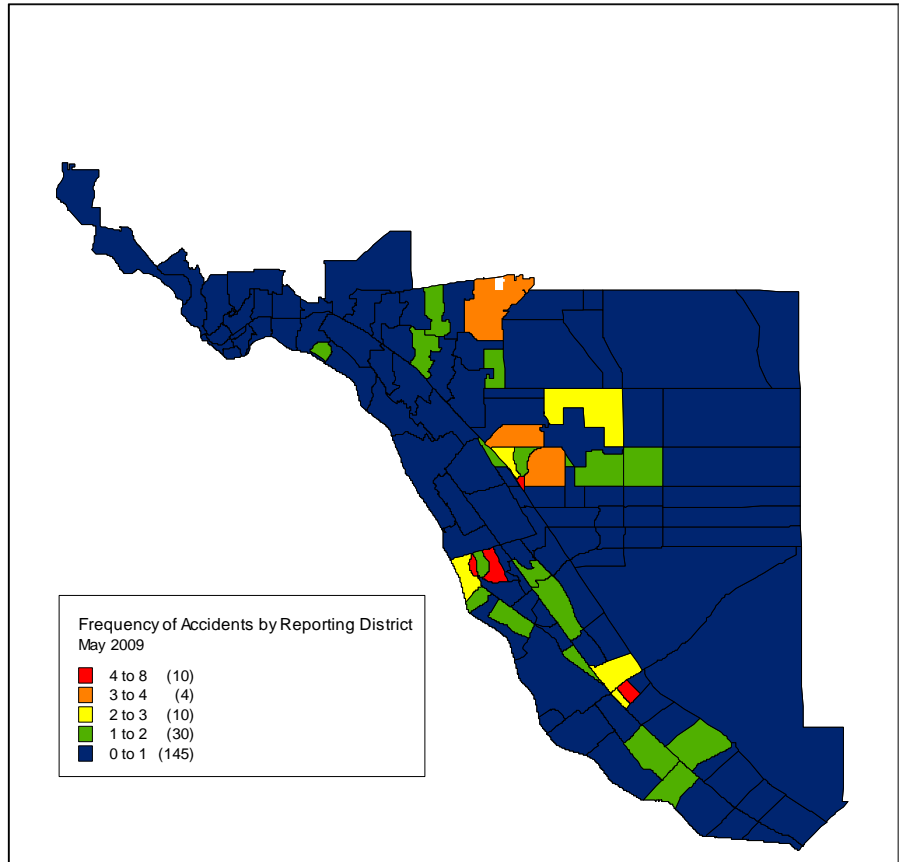 Frequency of Accidents by Reporting District
May 2009
4 to 8 (10)
3 to 4 (4)
2 to 3 (10)
1 to 2 (30)
0 to 1 (145)